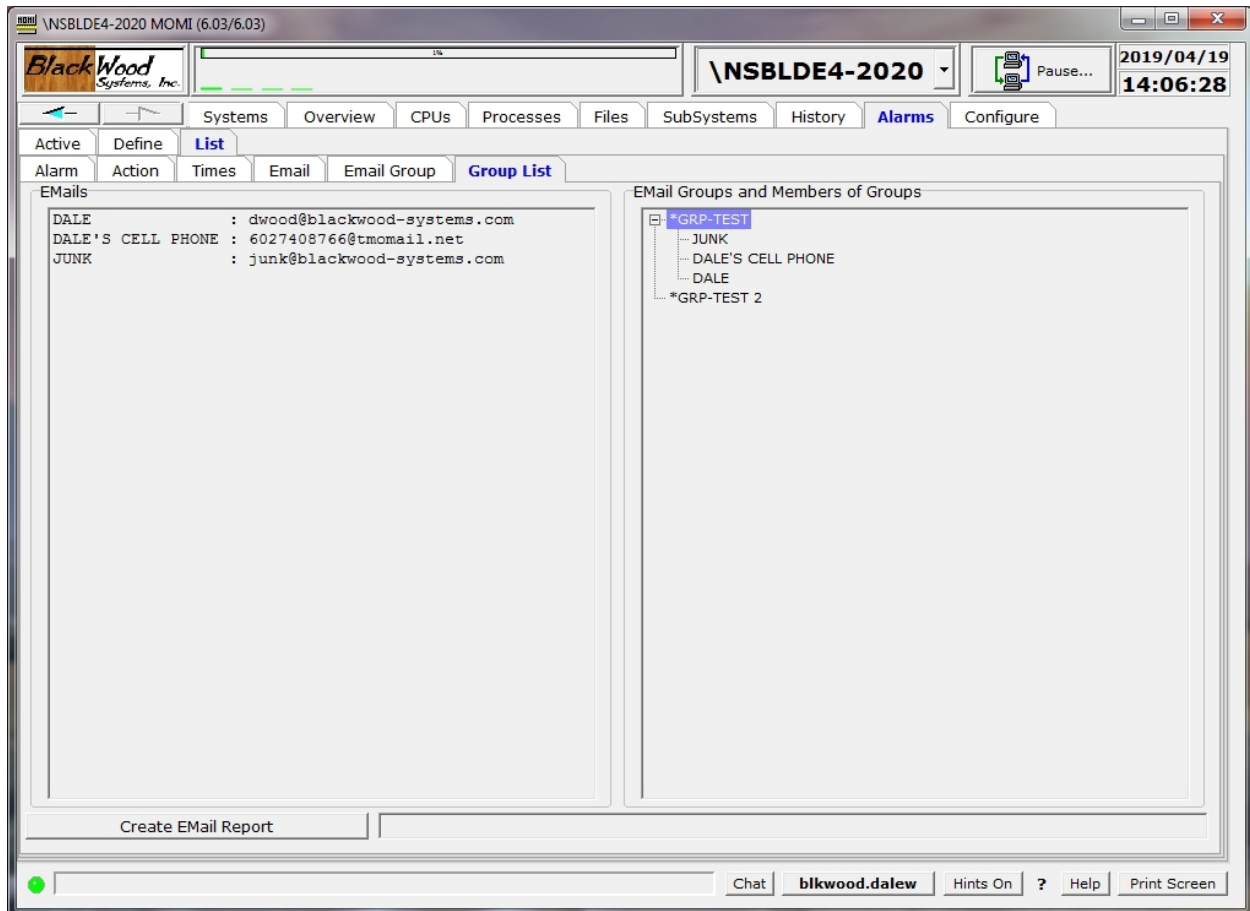 MOMI
\NSBLDE4-2020 MOMI (6.03/6.03)
BlackWood
Systems, Inc.
1%
\NSBLDE4-2020
Pause...
2019/04/19
14:06:28
Systems Overview CPUs Processes Files SubSystems History Alarms Configure
Active Define List
Alarm Action Times Email Email Group Group List
EMails
DALE : dwood@blackwood-systems.com
DALE'S CELL PHONE : 6027408766@tmomail.net
JUNK : junk@blackwood-systems.com
EMail Groups and Members of Groups
*GRP-TEST
JUNK
DALE'S CELL PHONE
DALE
*GRP-TEST 2
Create EMail Report
Chat blkwood.dalew Hints On ? Help Print Screen